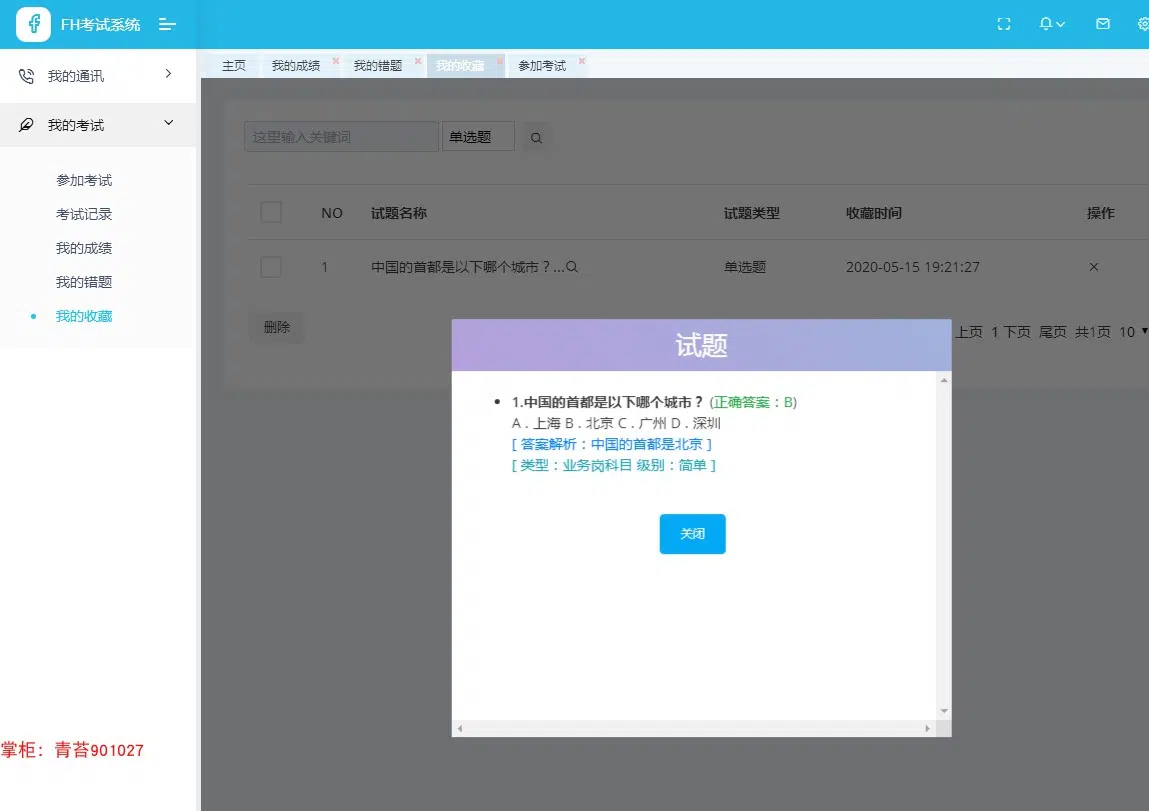 FH考试系统
主页 我的成绩 我的错题 我的收藏 参加考试
我的通讯
我的考试
参加考试
考试记录
我的成绩
我的错题
我的收藏
这里输入关键词 单选题
NO 试题名称 试题类型 收藏时间 操作
1 中国的首都是以下哪个城市？... 单选题 2020-05-15 19:21:27
删除
上页 1 下页 尾页 共1页 10
试题
1.中国的首都是以下哪个城市？ (正确答案：B)
A . 上海 B . 北京 C . 广州 D . 深圳
[ 答案解析：中国的首都是北京 ]
[ 类型：业务岗科目 级别：简单 ]
关闭
掌柜：青苔901027